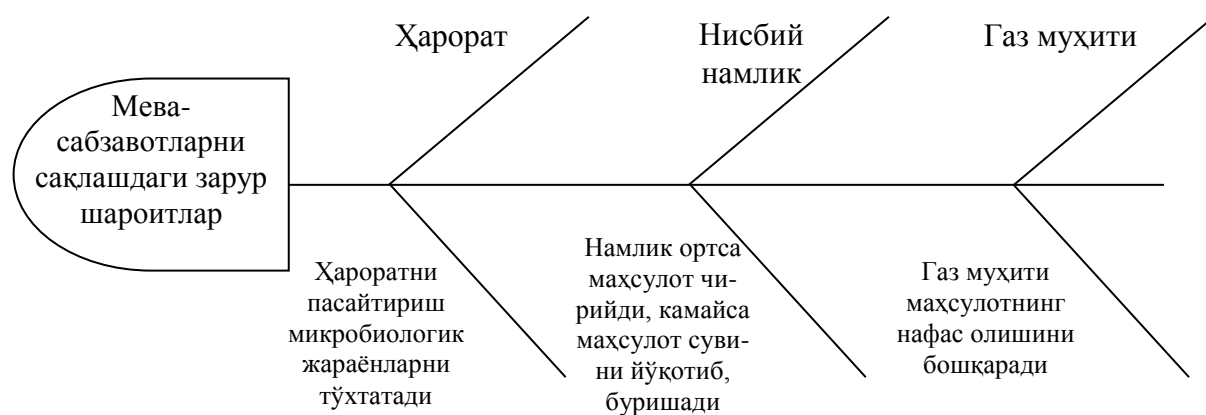 Мева-
сабзавотларни
сақлашдаги зарур
шароитлар
Ҳарорат
Нисбий
намлик
Газ муҳити
Ҳароратни
пасайтириш
микробиологик
жараёнларни
тўхтатади
Намлик ортса
маҳсулот чи-
рийди, камайса
маҳсулот суви-
ни йўқотиб,
буришади
Газ муҳити
маҳсулотнинг
нафас олишини
бошқаради